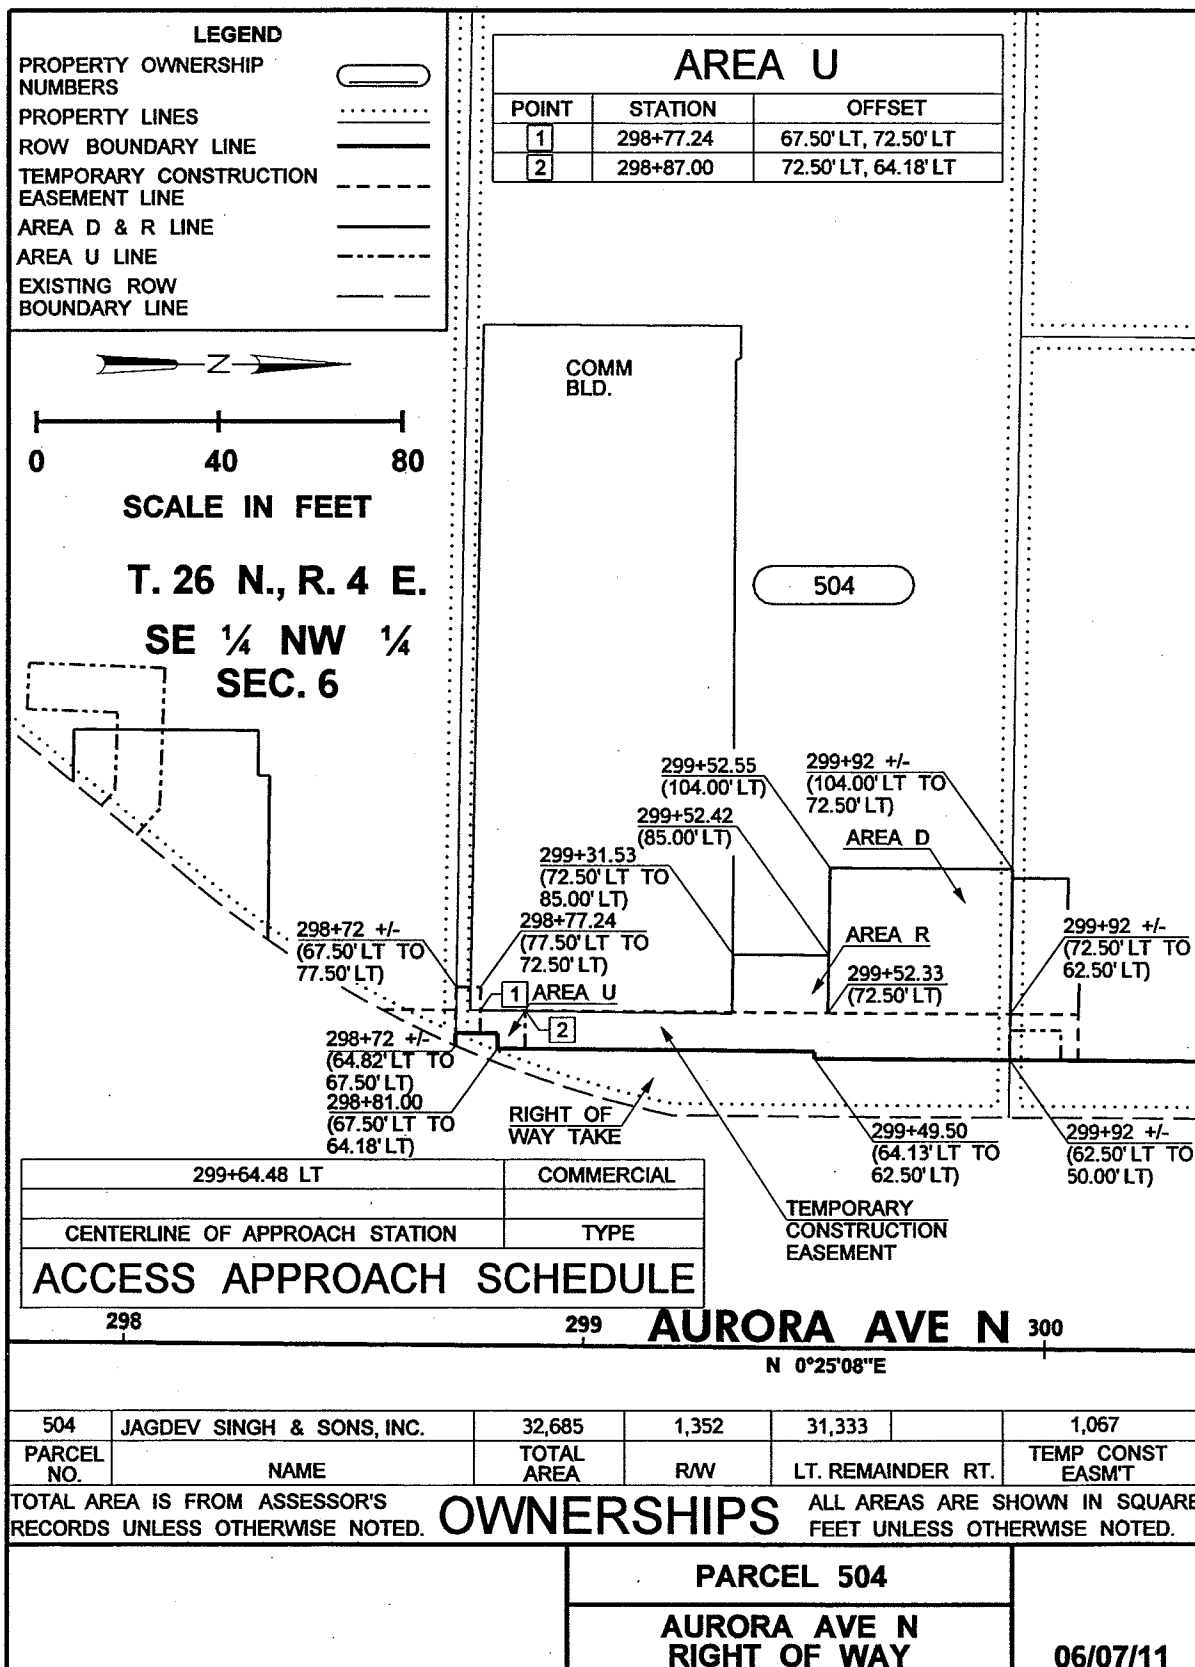 LEGEND
PROPERTY OWNERSHIP
NUMBERS
PROPERTY LINES
ROW BOUNDARY LINE
TEMPORARY CONSTRUCTION
EASEMENT LINE
AREA D & R LINE
AREA U LINE
EXISTING ROW
BOUNDARY LINE
AREA U
POINT STATION OFFSET
1 298+77.24 67.50' LT, 72.50' LT
2 298+87.00 72.50' LT, 64.18' LT
Z
0 40 80
SCALE IN FEET
T. 26 N., R. 4 E.
SE ¼ NW ¼
SEC. 6
COMM
BLD.
504
299+52.55
(104.00' LT)
299+92 +/-
(104.00' LT TO
72.50' LT)
299+52.42
(85.00' LT)
AREA D
299+31.53
(72.50' LT TO
85.00' LT)
298+77.24
(77.50' LT TO
72.50' LT)
298+72 +/-
(67.50' LT TO
77.50' LT)
AREA R
299+52.33
(72.50' LT)
299+92 +/-
(72.50' LT TO
62.50' LT)
1 AREA U
2
298+72 +/-
(64.82' LT TO
67.50' LT)
298+81.00
(67.50' LT TO
64.18' LT)
RIGHT OF
WAY TAKE
299+49.50
(64.13' LT TO
62.50' LT)
299+92 +/-
(62.50' LT TO
50.00' LT)
TEMPORARY
CONSTRUCTION
EASEMENT
299+64.48 LT COMMERCIAL
CENTERLINE OF APPROACH STATION TYPE
ACCESS APPROACH SCHEDULE
298 299 AURORA AVE N 300
N 0°25'08"E
504 JAGDEV SINGH & SONS, INC. 32,685 1,352 31,333 1,067
PARCEL
NO. NAME TOTAL
AREA R/W LT. REMAINDER RT. TEMP CONST
EASM'T
TOTAL AREA IS FROM ASSESSOR'S
RECORDS UNLESS OTHERWISE NOTED.
OWNERSHIPS
ALL AREAS ARE SHOWN IN SQUARE
FEET UNLESS OTHERWISE NOTED.
PARCEL 504
AURORA AVE N
RIGHT OF WAY
06/07/11